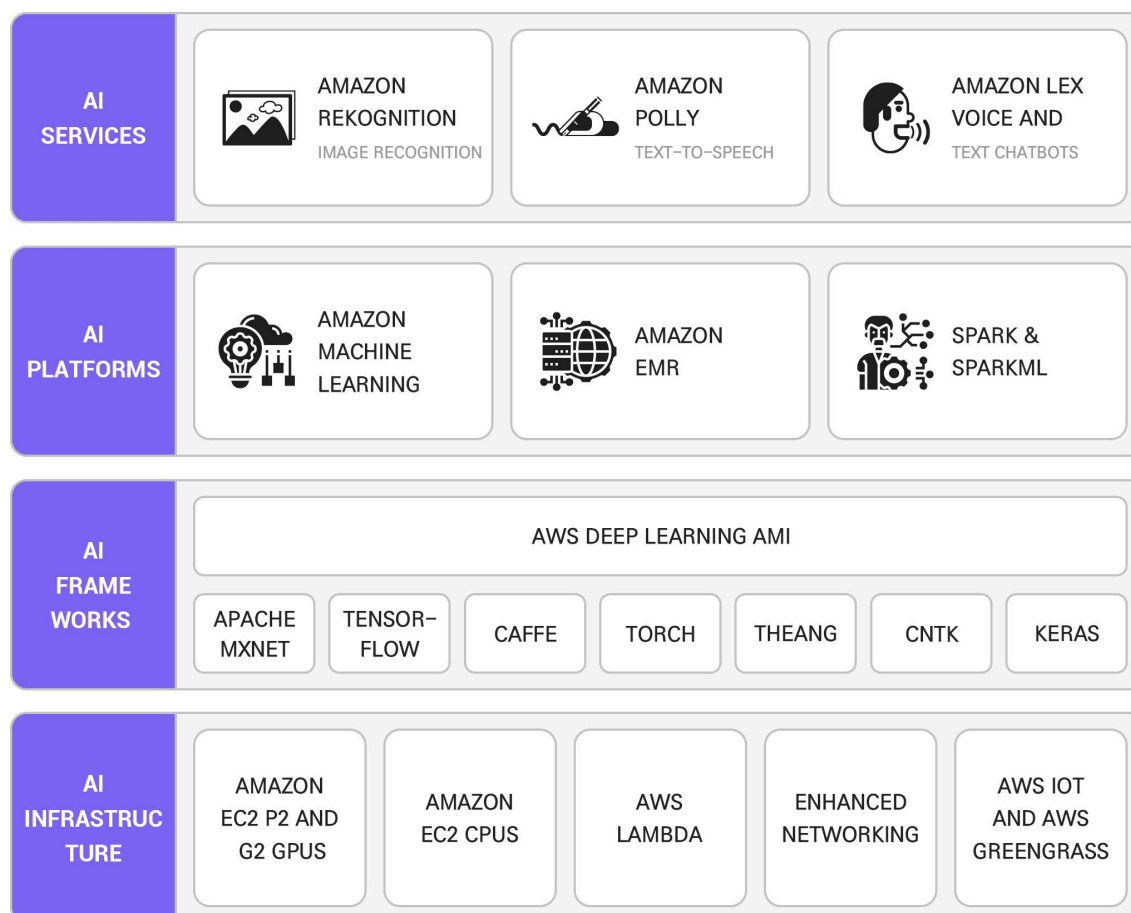 AI
SERVICES
AMAZON
REKOGNITION
IMAGE RECOGNITION
AMAZON
POLLY
TEXT-TO-SPEECH
AMAZON LEX
VOICE AND
TEXT CHATBOTS
AI
PLATFORMS
AMAZON
MACHINE
LEARNING
AMAZON
EMR
SPARK &
SPARKML
AI
FRAME
WORKS
AWS DEEP LEARNING AMI
APACHE
MXNET
TENSOR-
FLOW
CAFFE
TORCH
THEANG
CNTK
KERAS
AI
INFRASTRUC
TURE
AMAZON
EC2 P2 AND
G2 GPUS
AMAZON
EC2 CPUS
AWS
LAMBDA
ENHANCED
NETWORKING
AWS IOT
AND AWS
GREENGRASS